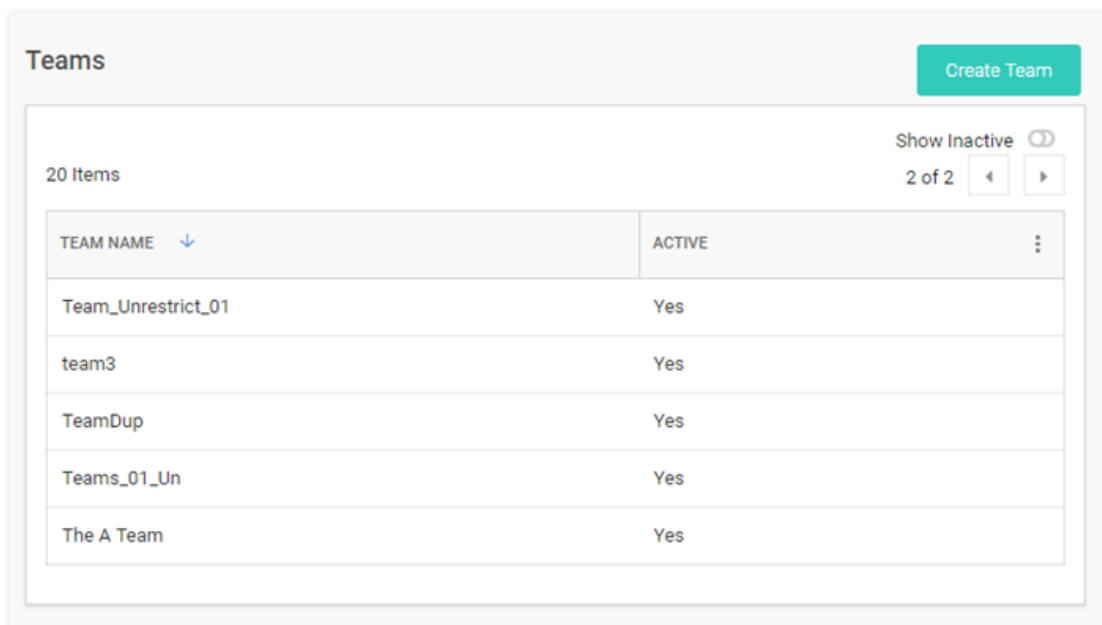 Teams
Create Team
Show Inactive
20 Items
2 of 2
TEAM NAME ACTIVE
Team_Unrestrict_01 Yes
team3 Yes
TeamDup Yes
Teams_01_Un Yes
The A Team Yes